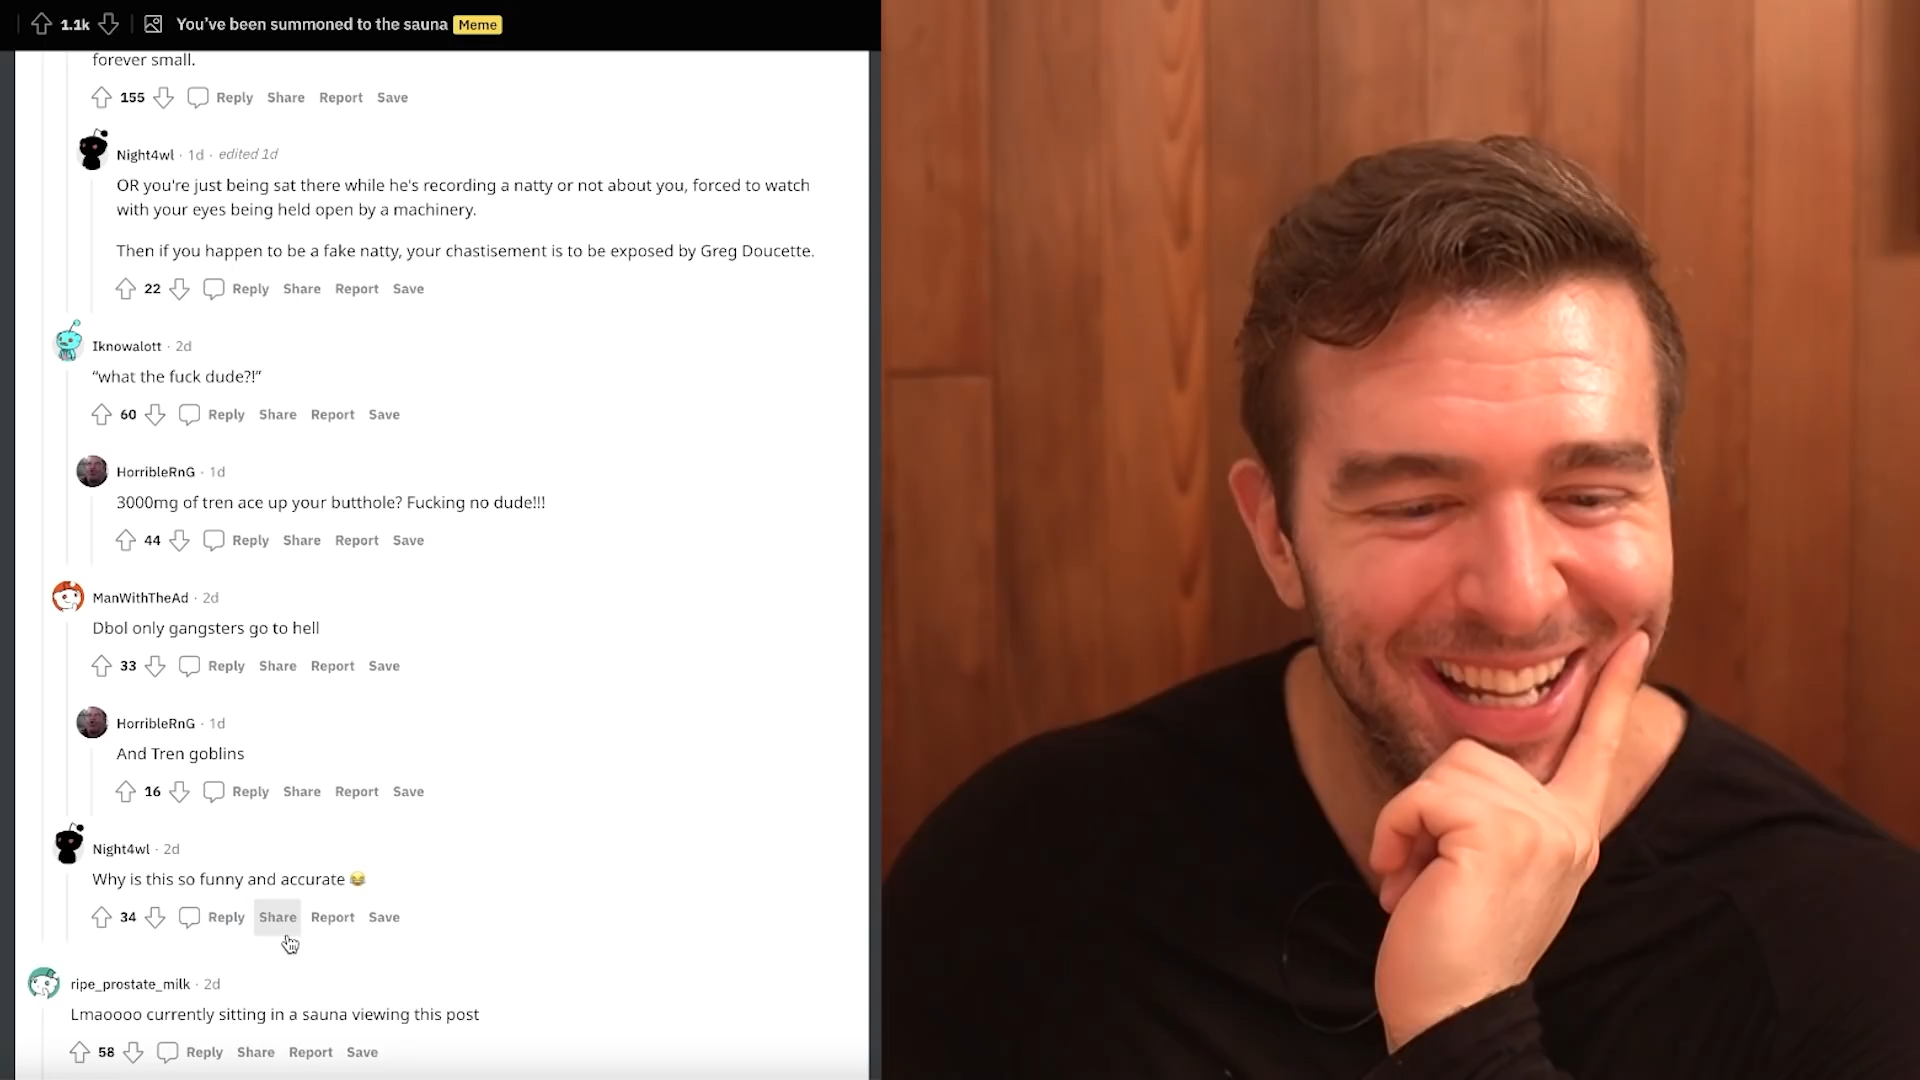 1.1k You've been summoned to the sauna Meme
forever small.
155 Reply Share Report Save
Night4wl · 1d · edited 1d
OR you're just being sat there while he's recording a natty or not about you, forced to watch
with your eyes being held open by a machinery.
Then if you happen to be a fake natty, your chastisement is to be exposed by Greg Doucette.
22 Reply Share Report Save
Iknowalott · 2d
“what the fuck dude?!”
60 Reply Share Report Save
HorribleRnG · 1d
3000mg of tren ace up your butthole? Fucking no dude!!!
44 Reply Share Report Save
ManWithTheAd · 2d
Dbol only gangsters go to hell
33 Reply Share Report Save
HorribleRnG · 1d
And Tren goblins
16 Reply Share Report Save
Night4wl · 2d
Why is this so funny and accurate 😂
34 Reply Share Report Save
ripe_prostate_milk · 2d
Lmaoooo currently sitting in a sauna viewing this post
58 Reply Share Report Save